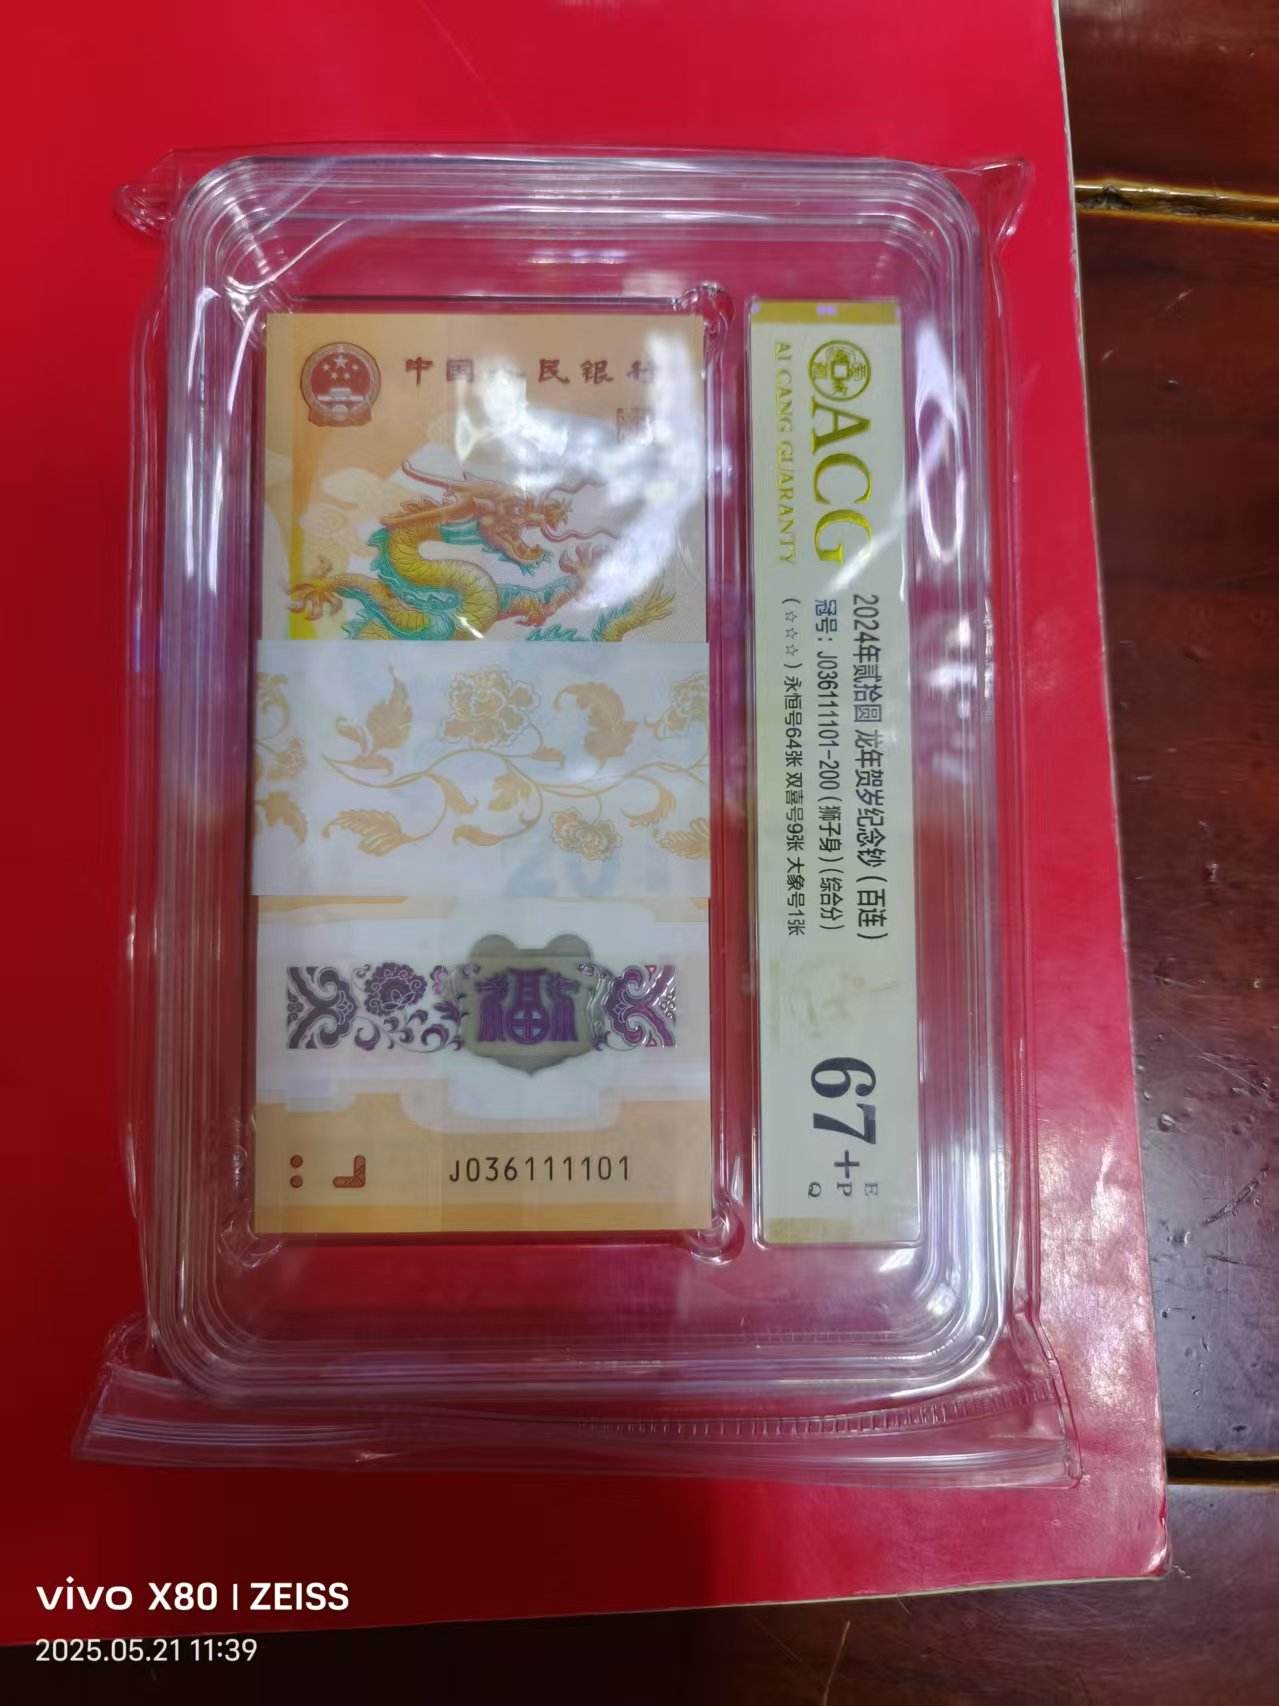 中国人民银行
福
J036111101
ACG
AI CANG GUARANTY
2024年贰拾圆 龙年贺岁纪念钞(百连)
冠号:J036111101-200(狮子身)(综合分)
(☆☆☆)永恒号64张 双喜号9张 大象号1张
67+
E
P
Q
20
vivo X80 | ZEISS
2025.05.21 11:39